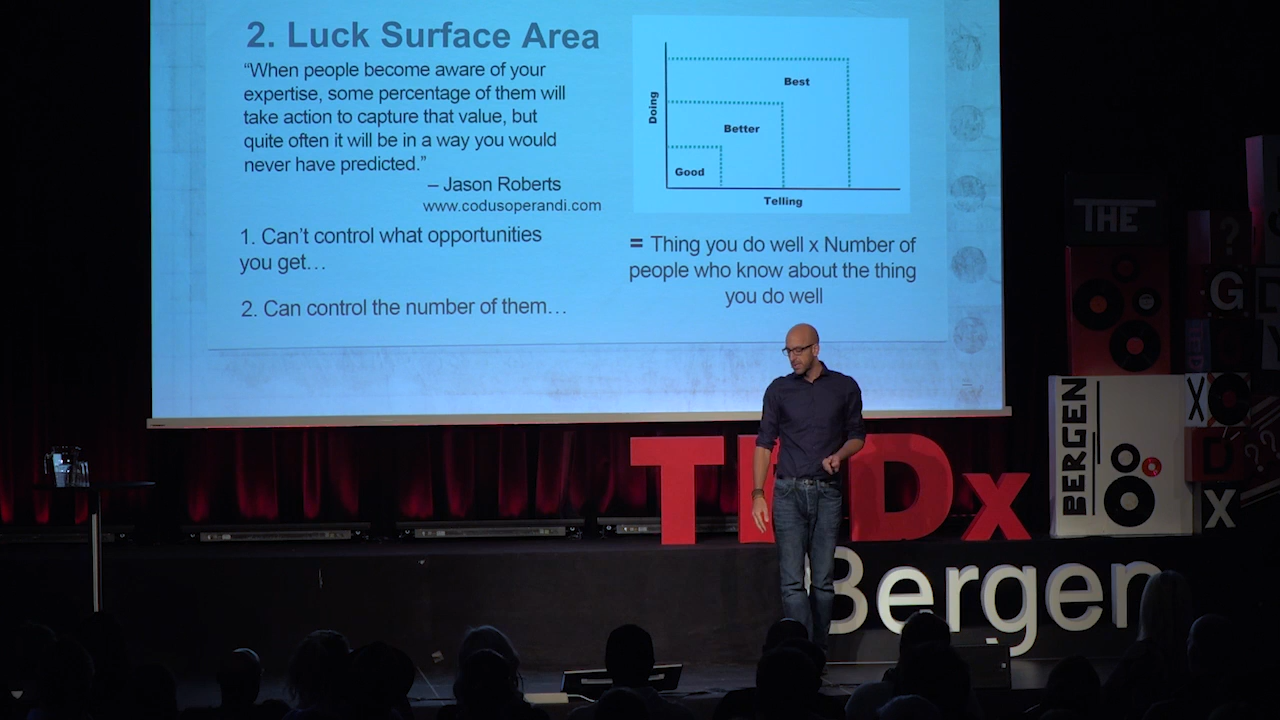 2. Luck Surface Area
“When people become aware of your
expertise, some percentage of them will
take action to capture that value, but
quite often it will be in a way you would
never have predicted.”
– Jason Roberts
www.codusoperandi.com
1. Can’t control what opportunities
you get…
2. Can control the number of them…
Doing
Best
Better
Good
Telling
= Thing you do well x Number of
people who know about the thing
you do well
THE
?
G
BERGEN
X
D
X
TEDx
Bergen